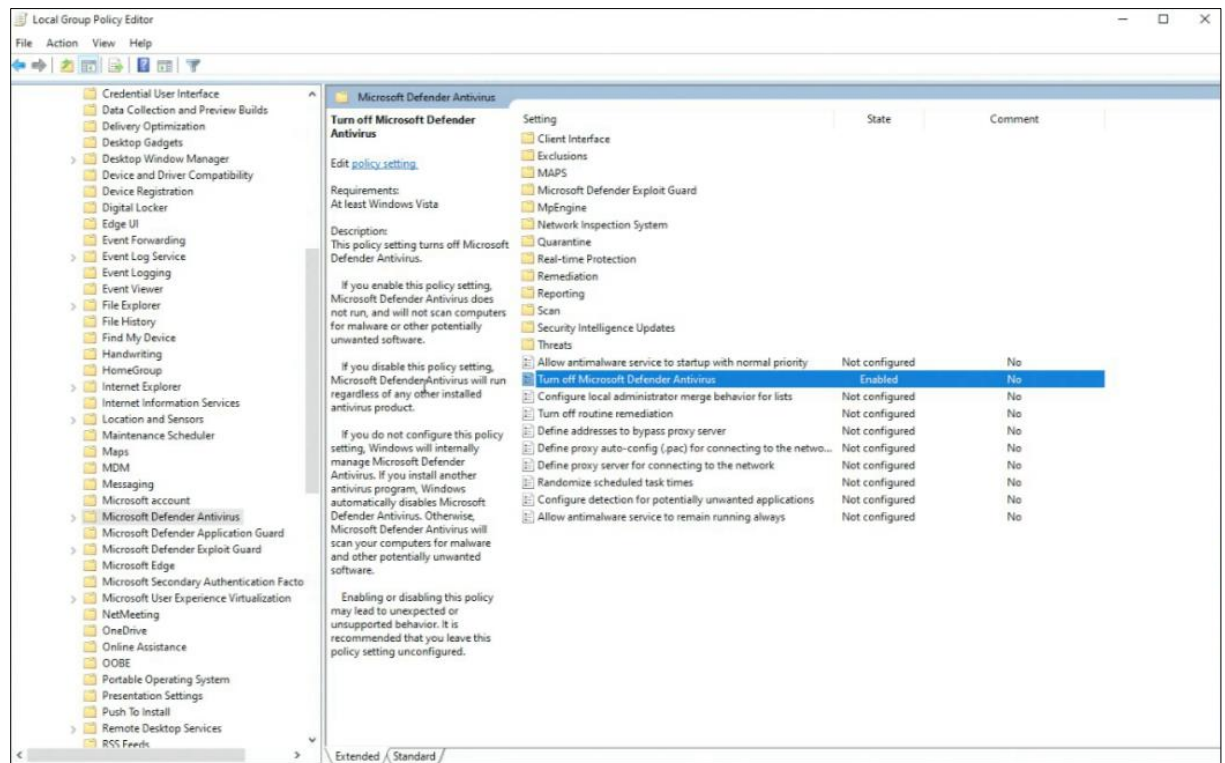 Local Group Policy Editor
File Action View Help
Credential User Interface
Data Collection and Preview Builds
Delivery Optimization
Desktop Gadgets
Desktop Window Manager
Device and Driver Compatibility
Device Registration
Digital Locker
Edge UI
Event Forwarding
Event Log Service
Event Logging
Event Viewer
File Explorer
File History
Find My Device
Handwriting
HomeGroup
Internet Explorer
Internet Information Services
Location and Sensors
Maintenance Scheduler
Maps
MDM
Messaging
Microsoft account
Microsoft Defender Antivirus
Microsoft Defender Application Guard
Microsoft Defender Exploit Guard
Microsoft Edge
Microsoft Secondary Authentication Facto
Microsoft User Experience Virtualization
NetMeeting
OneDrive
Online Assistance
OOBE
Portable Operating System
Presentation Settings
Push To Install
Remote Desktop Services
RSS Feeds
Microsoft Defender Antivirus
Turn off Microsoft Defender
Antivirus
Edit policy setting
Requirements:
At least Windows Vista
Description:
This policy setting turns off Microsoft
Defender Antivirus.
If you enable this policy setting,
Microsoft Defender Antivirus does
not run, and will not scan computers
for malware or other potentially
unwanted software.
If you disable this policy setting,
Microsoft Defender Antivirus will run
regardless of any other installed
antivirus product.
If you do not configure this policy
setting, Windows will internally
manage Microsoft Defender
Antivirus. If you install another
antivirus program, Windows
automatically disables Microsoft
Defender Antivirus. Otherwise,
Microsoft Defender Antivirus will
scan your computers for malware
and other potentially unwanted
software.
Enabling or disabling this policy
may lead to unexpected or
unsupported behavior. It is
recommended that you leave this
policy setting unconfigured.
Setting State Comment
Client Interface
Exclusions
MAPS
Microsoft Defender Exploit Guard
MpEngine
Network Inspection System
Quarantine
Real-time Protection
Remediation
Reporting
Scan
Security Intelligence Updates
Threats
Allow antimalware service to startup with normal priority Not configured No
Turn off Microsoft Defender Antivirus Enabled No
Configure local administrator merge behavior for lists Not configured No
Turn off routine remediation Not configured No
Define addresses to bypass proxy server Not configured No
Define proxy auto-config (.pac) for connecting to the netwo... Not configured No
Define proxy server for connecting to the network Not configured No
Randomize scheduled task times Not configured No
Configure detection for potentially unwanted applications Not configured No
Allow antimalware service to remain running always Not configured No
Extended Standard